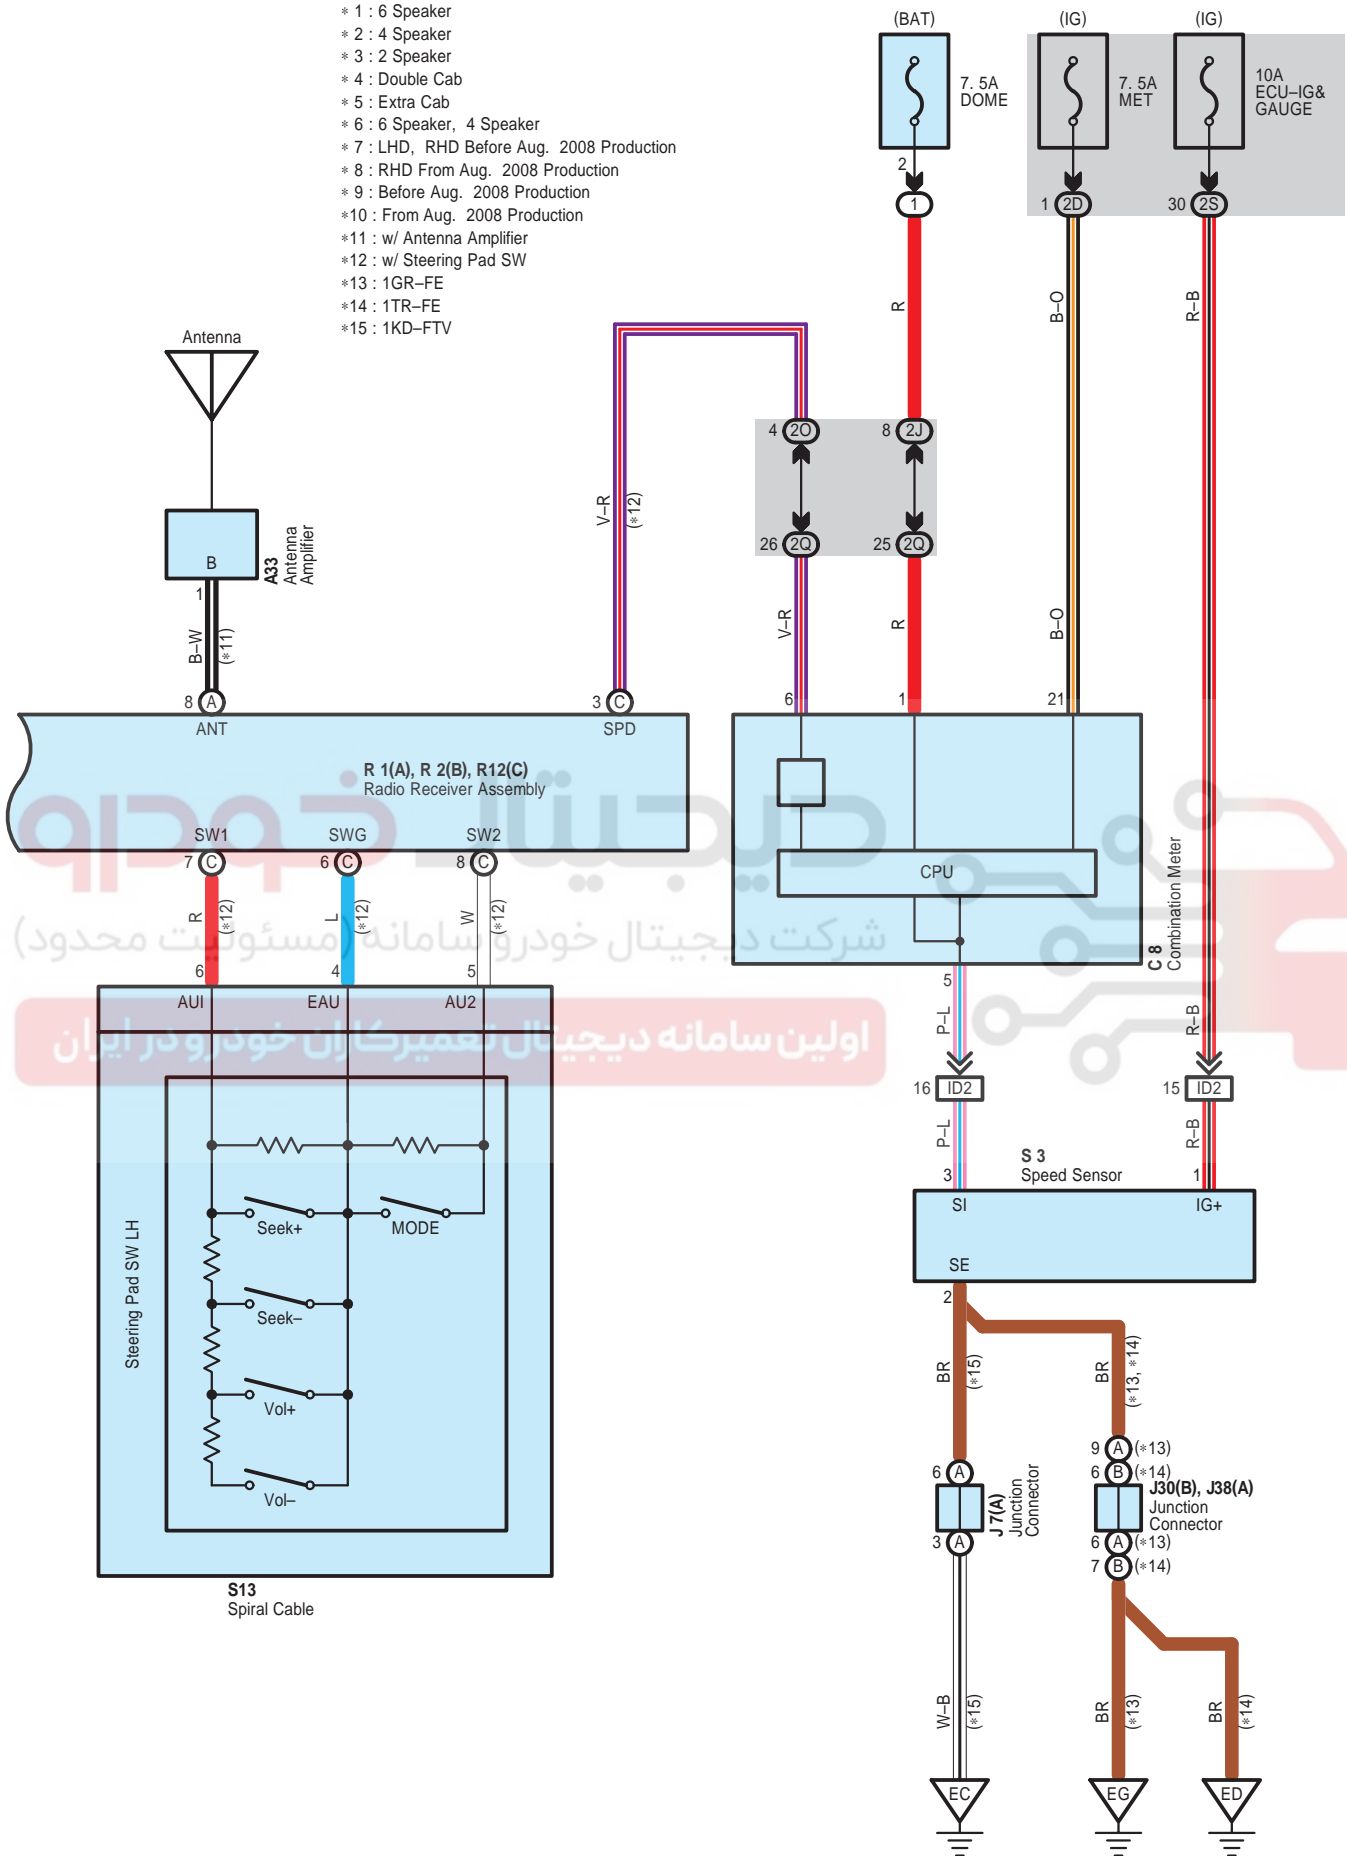 * 1 : 6 Speaker
* 2 : 4 Speaker
* 3 : 2 Speaker
* 4 : Double Cab
* 5 : Extra Cab
* 6 : 6 Speaker, 4 Speaker
* 7 : LHD, RHD Before Aug. 2008 Production
* 8 : RHD From Aug. 2008 Production
* 9 : Before Aug. 2008 Production
*10 : From Aug. 2008 Production
*11 : w/ Antenna Amplifier
*12 : w/ Steering Pad SW
*13 : 1GR–FE
*14 : 1TR–FE
*15 : 1KD–FTV
(BAT)
(IG)
(IG)
7. 5A
DOME
7. 5A
MET
10A
ECU–IG&
GAUGE
2
1
1 2D
30 2S
R
B–O
R–B
Antenna
4 2O
8 2J
V–R
(*12)
26 2Q
25 2Q
B
A33
Antenna
Amplifier
1
B–W
(*11)
V–R
R
B–O
8 A
3 C
6
1
21
ANT
SPD
R 1(A), R 2(B), R12(C)
Radio Receiver Assembly
SW1
SWG
SW2
7 C
6 C
8 C
CPU
C 8
Combination Meter
دیجیتال خودرو
شرکت دیجیتال خودرو سامانه (مسئولیت محدود)
اولین سامانه دیجیتال تعمیرکاران خودرو در ایران
R
(*12)
L
(*12)
W
(*12)
6
4
5
5
AUI
EAU
AU2
P–L
R–B
16 ID2
15 ID2
P–L
R–B
S 3
Speed Sensor
3
1
SI
IG+
SE
2
Seek+
MODE
Seek–
Vol+
Vol–
Steering Pad SW LH
S13
Spiral Cable
BR
(*15)
BR
(*13, *14)
9 A (*13)
6 A
6 B (*14)
J 7(A)
Junction
Connector
J30(B), J38(A)
Junction
Connector
3 A
6 A (*13)
7 B (*14)
W–B
(*15)
BR
(*13)
BR
(*14)
EC
EG
ED